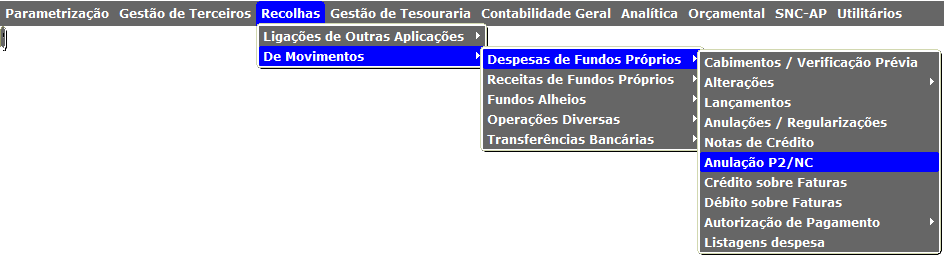 Parametrização Gestão de Terceiros Recolhas Gestão de Tesouraria Contabilidade Geral Analítica Orçamental SNC-AP Utilitários
Ligações de Outras Aplicações
De Movimentos
Despesas de Fundos Próprios
Receitas de Fundos Próprios
Fundos Alheios
Operações Diversas
Transferências Bancárias
Cabimentos / Verificação Prévia
Alterações
Lançamentos
Anulações / Regularizações
Notas de Crédito
Anulação P2/NC
Crédito sobre Faturas
Débito sobre Faturas
Autorização de Pagamento
Listagens despesa